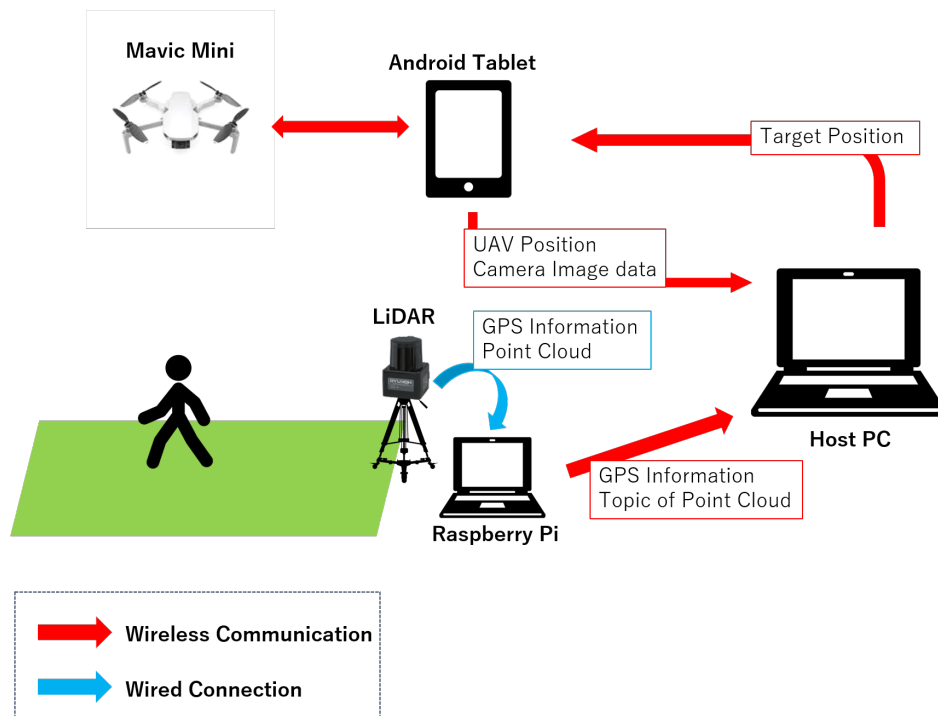 Mavic Mini
Android Tablet
Target Position
UAV Position
Camera Image data
LiDAR
GPS Information
Point Cloud
Host PC
GPS Information
Topic of Point Cloud
Raspberry Pi
Wireless Communication
Wired Connection